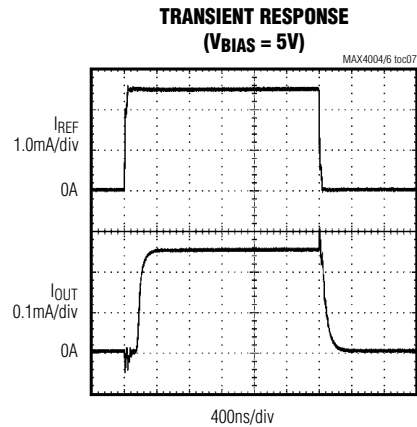 TRANSIENT RESPONSE
(VBIAS = 5V)
MAX4004/6 toc07
IREF
1.0mA/div
0A
IOUT
0.1mA/div
0A
400ns/div